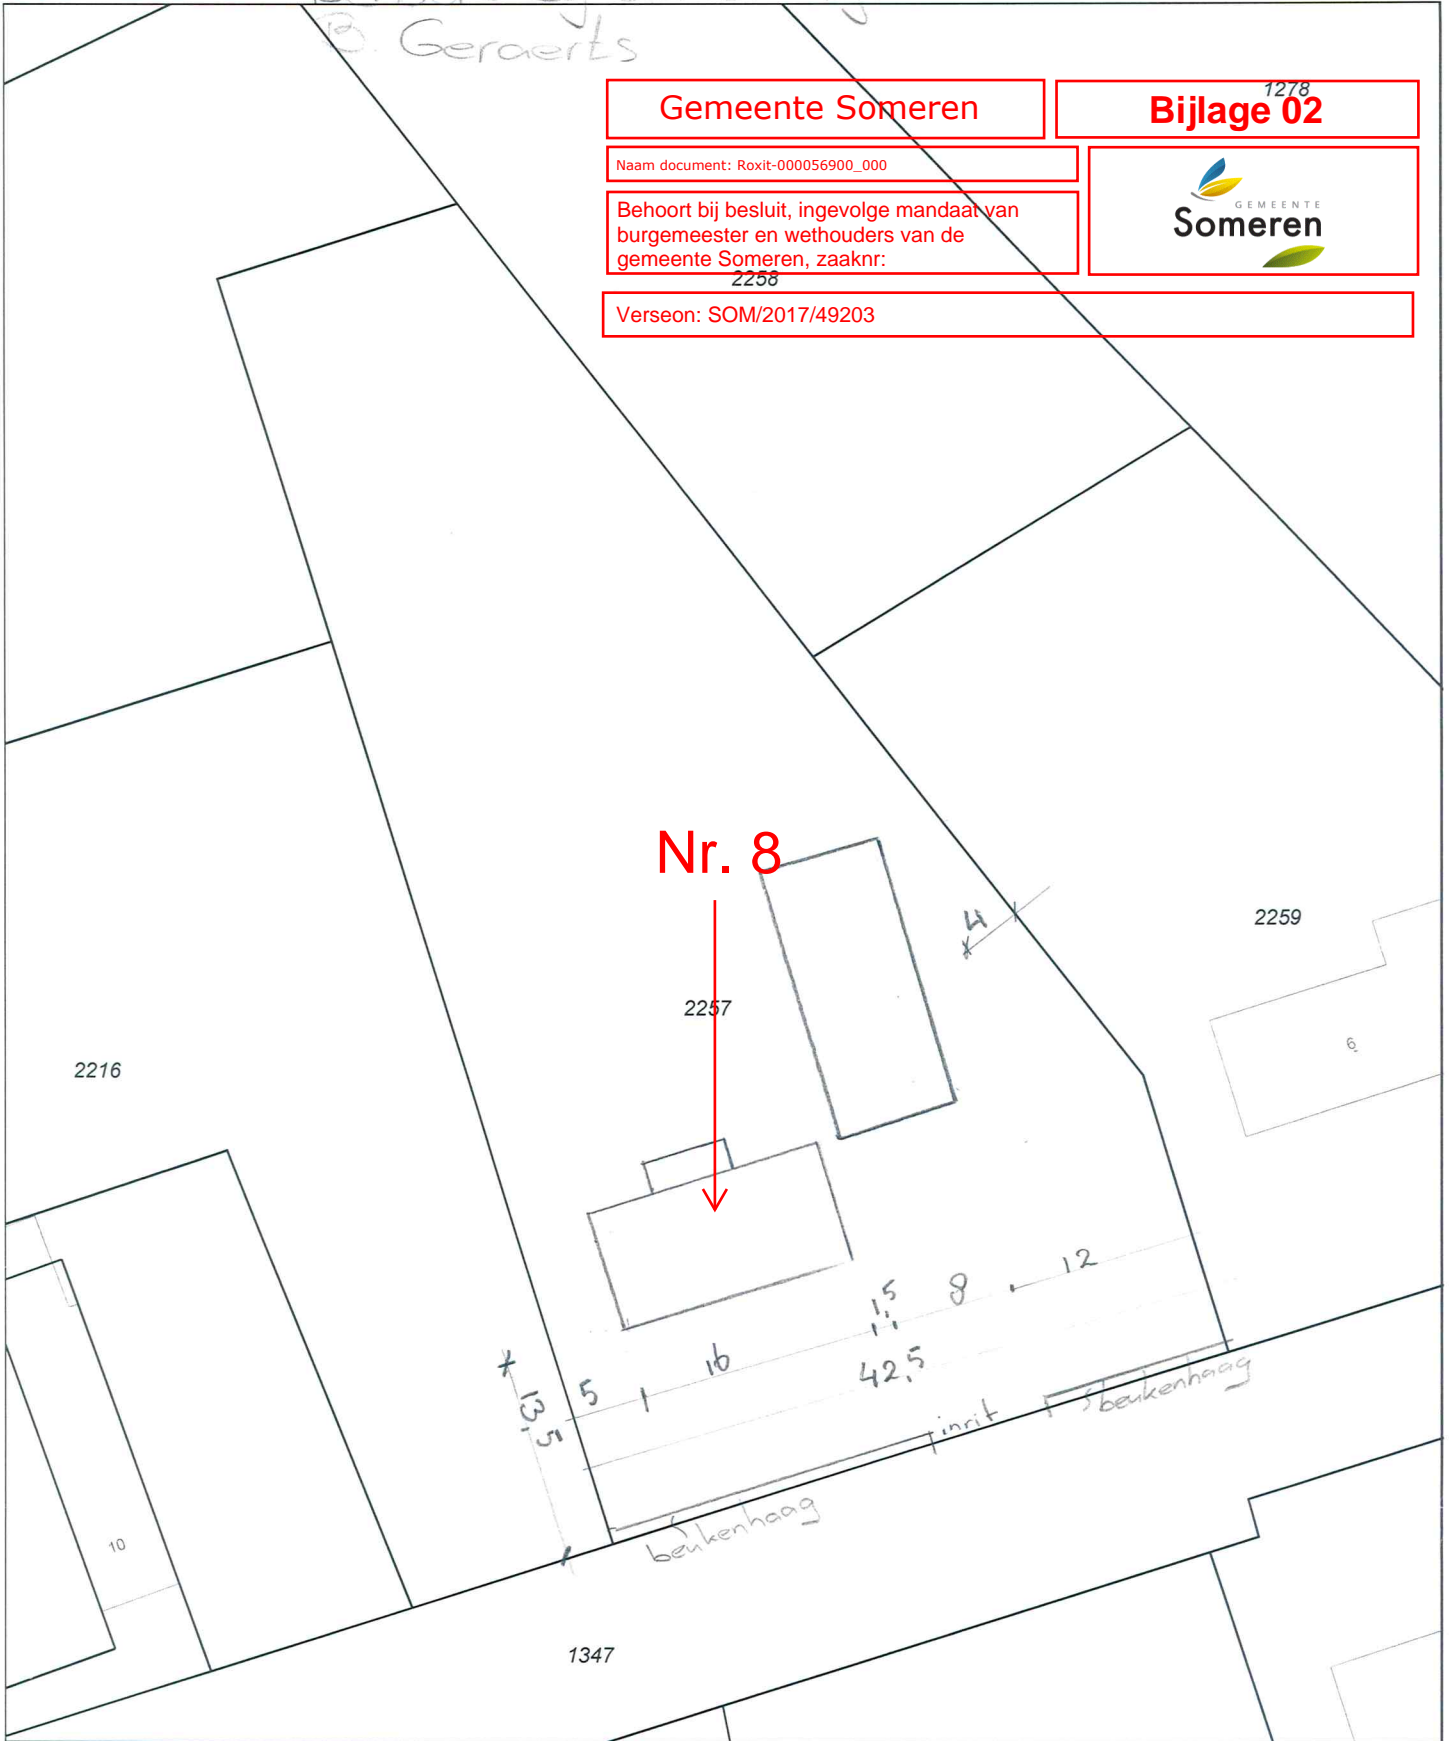 B. Geraerts
1278
Gemeente Someren
Bijlage 02
Naam document: Roxit-000056900_000
Behoort bij besluit, ingevolge mandaat van
burgemeester en wethouders van de
gemeente Someren, zaaknr:
GEMEENTE
Someren
2258
Verseon: SOM/2017/49203
Nr. 8
4
2259
2257
6
2216
12
8
1,5
16
42,5
5
13,5
beukenhaag
inrit
beukenhaag
10
1347